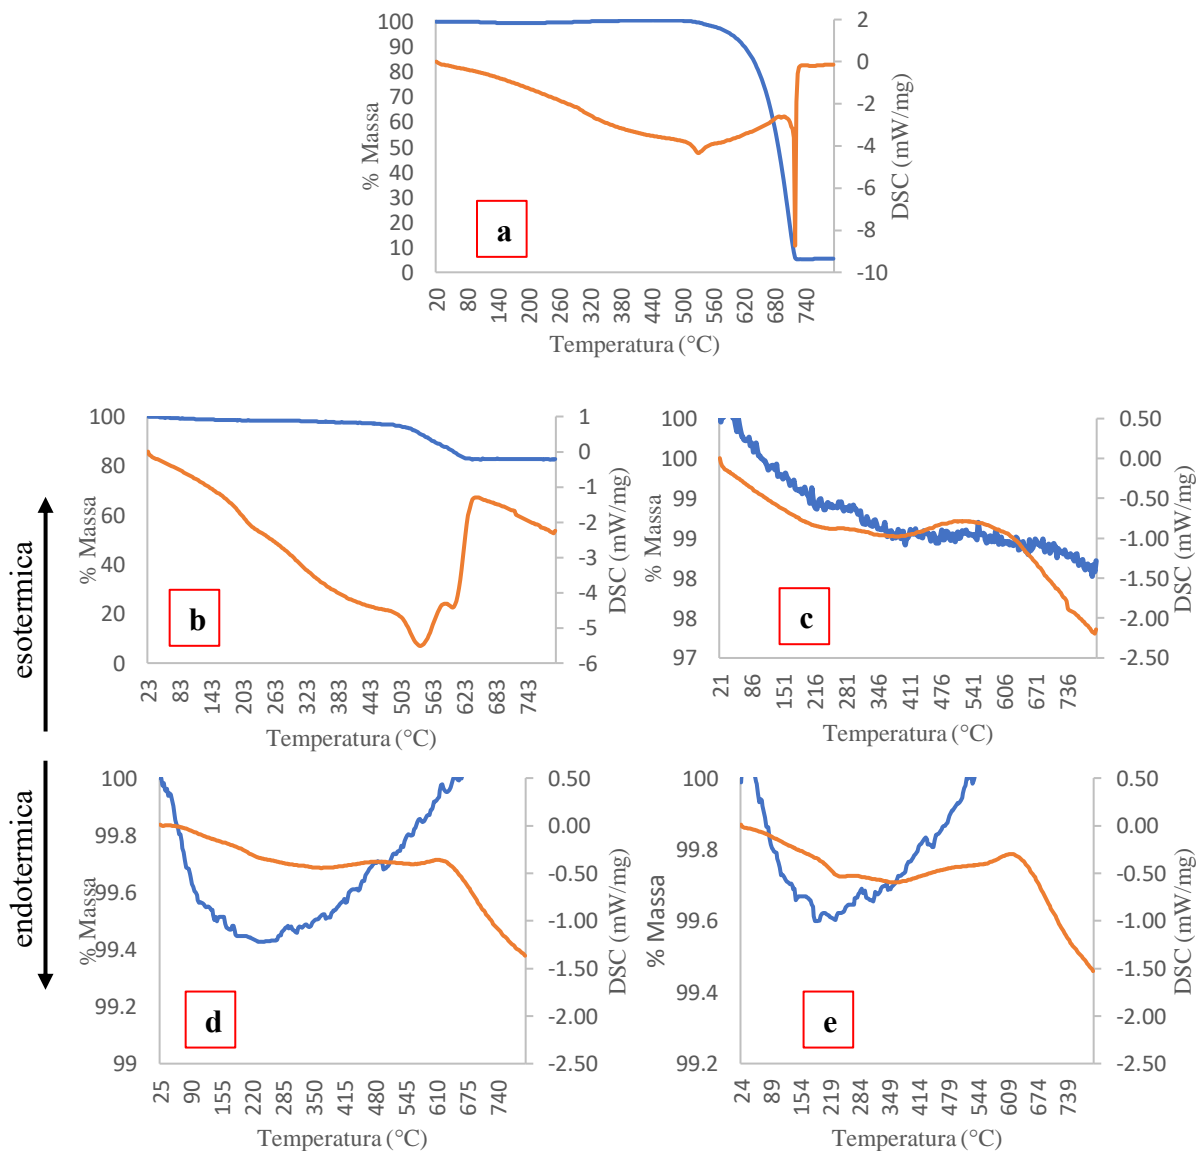 100
90
80
70
60
50
40
30
20
10
0
% Massa
2
0
-2
-4
-6
-8
-10
DSC (mW/mg)
a
20 80 140 200 260 320 380 440 500 560 620 680 740
Temperatura (°C)
esotermica
endotermica
100
80
60
40
20
0
% Massa
1
0
-1
-2
-3
-4
-5
-6
DSC (mW/mg)
b
23 83 143 203 263 323 383 443 503 563 623 683 743
Temperatura (°C)
100
100
99
99
98
98
97
% Massa
0.50
0.00
-0.50
-1.00
-1.50
-2.00
-2.50
DSC (mW/mg)
c
21 86 151 216 281 346 411 476 541 606 671 736
Temperatura (°C)
100
99.8
99.6
99.4
99.2
99
% Massa
0.50
0.00
-0.50
-1.00
-1.50
-2.00
-2.50
DSC (mW/mg)
d
25 90 155 220 285 350 415 480 545 610 675 740
Temperatura (°C)
100
99.8
99.6
99.4
99.2
% Massa
0.50
0.00
-0.50
-1.00
-1.50
-2.00
-2.50
DSC (mW/mg)
e
24 89 154 219 284 349 414 479 544 609 674 739
Temperatura (°C)